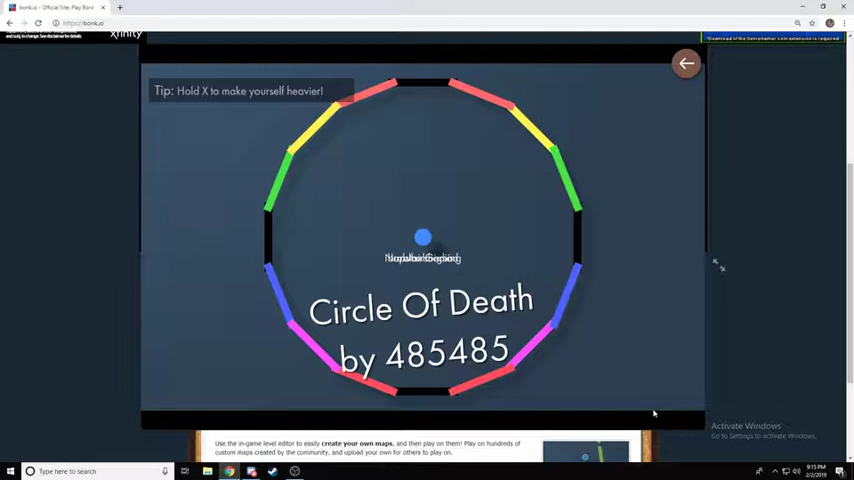 bonk.io - Official Site: Play Bonk
https://bonk.io
xfinity
Tip: Hold X to make yourself heavier!
Circle Of Death
by 485485
Activate Windows
Go to Settings to activate Windows.
Use the in-game level editor to easily create your own maps, and then play on them! Play on hundreds of
custom maps created by the community, and upload your own for others to play on.
Type here to search
9:15 PM
2/2/2019